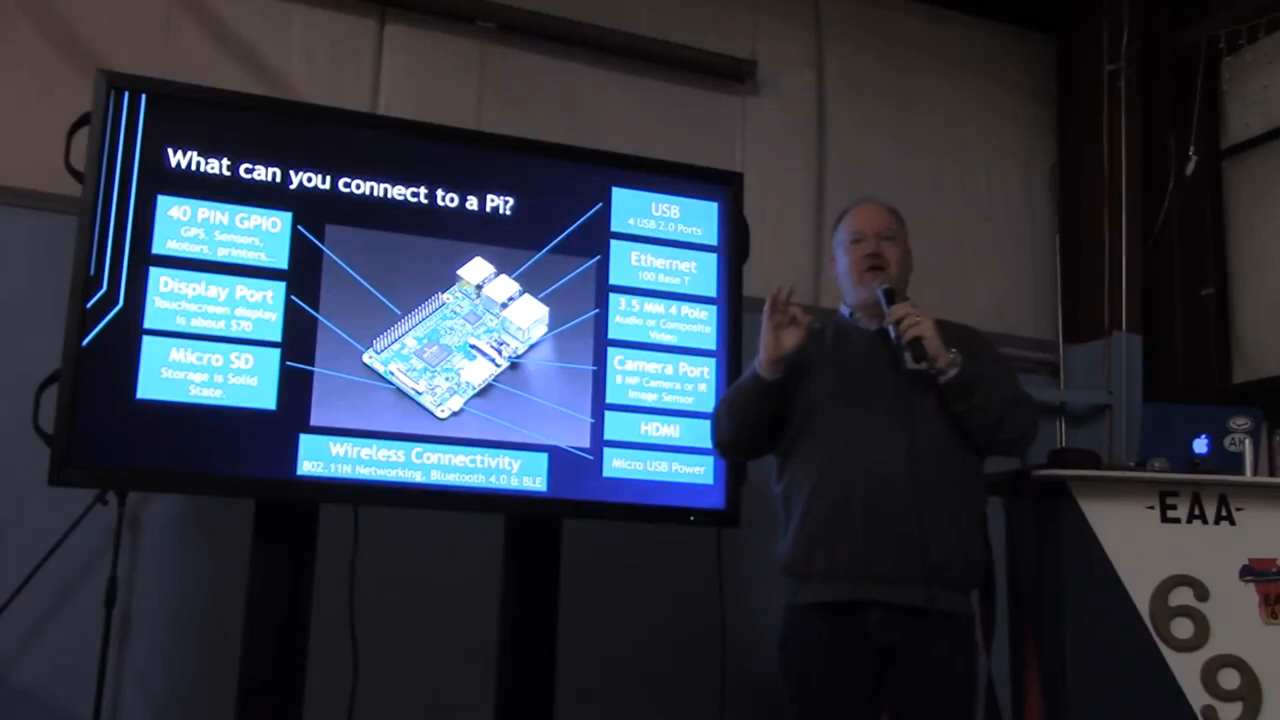 What can you connect to a Pi?
40 PIN GPIO
GPS, Sensors,
Motors, printers...
Display Port
Touchscreen display
is about $70
Micro SD
Storage is Solid
State.
Wireless Connectivity
802.11N Networking, Bluetooth 4.0 & BLE
USB
4 USB 2.0 Ports
Ethernet
100 Base T
3.5 MM 4 Pole
Audio or Composite
Video
Camera Port
8 MP Camera or IR
Image Sensor
HDMI
Micro USB Power
AK
-EAA-
6
9